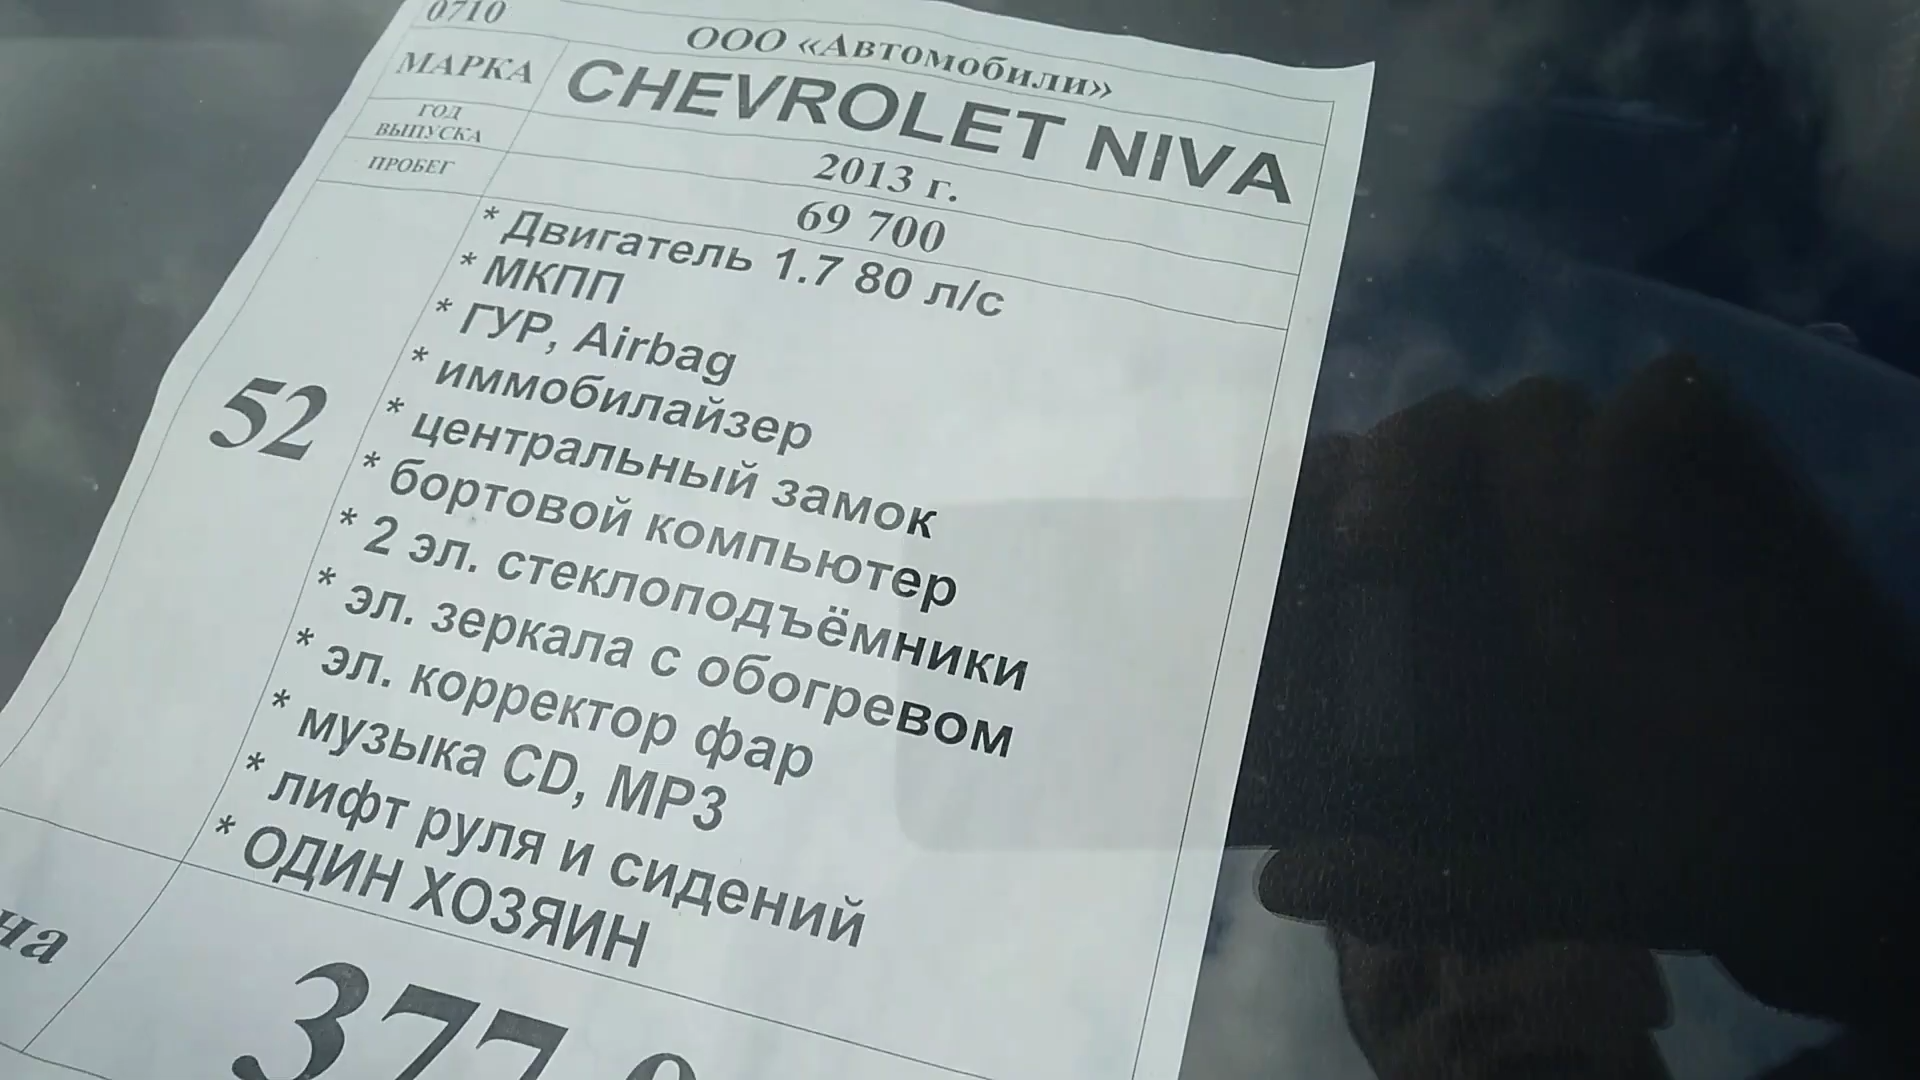 0710
ООО «Автомобили»
МАРКА
CHEVROLET NIVA
ГОД
ВЫПУСКА
2013 г.
ПРОБЕГ
69 700
52
* Двигатель 1.7 80 л/с
* МКПП
* ГУР, Airbag
* иммобилайзер
* центральный замок
* бортовой компьютер
* 2 эл. стеклоподъёмники
* эл. зеркала с обогревом
* эл. корректор фар
* музыка CD, MP3
* лифт руля и сидений
* ОДИН ХОЗЯИН
на
377